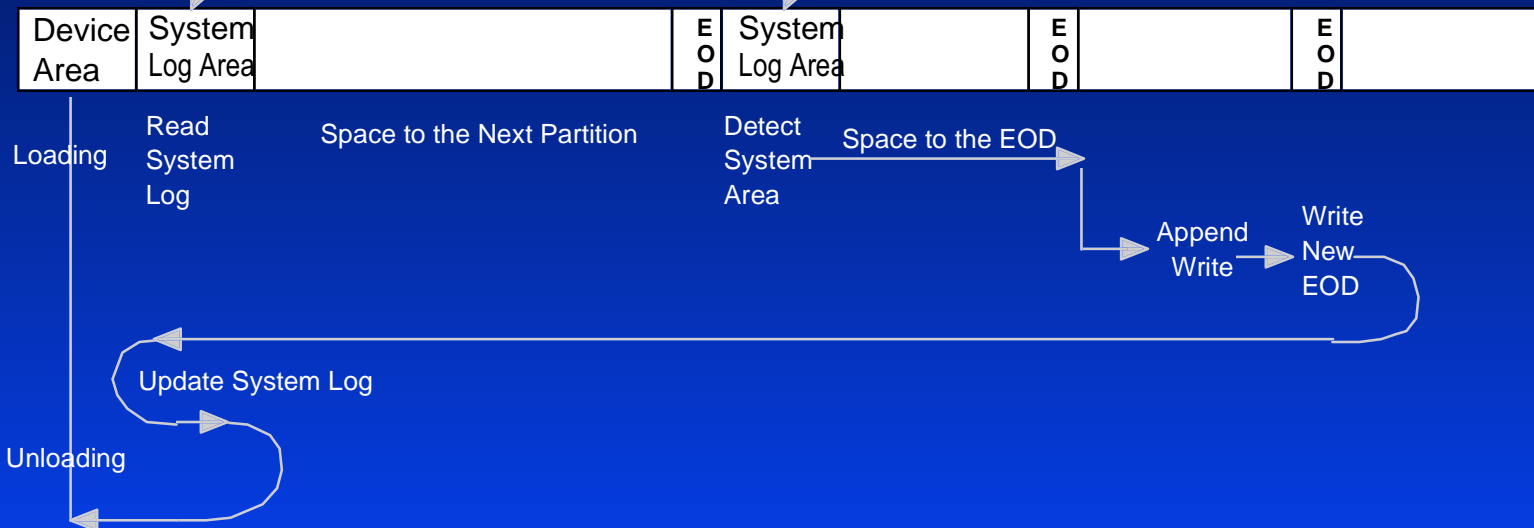 Device
Area
System
Log Area
E
O
D
System
Log Area
E
O
D
E
O
D
Loading
Read
System
Log
Space to the Next Partition
Detect
System
Area
Space to the EOD
Append
Write
Write
New
EOD
Update System Log
Unloading